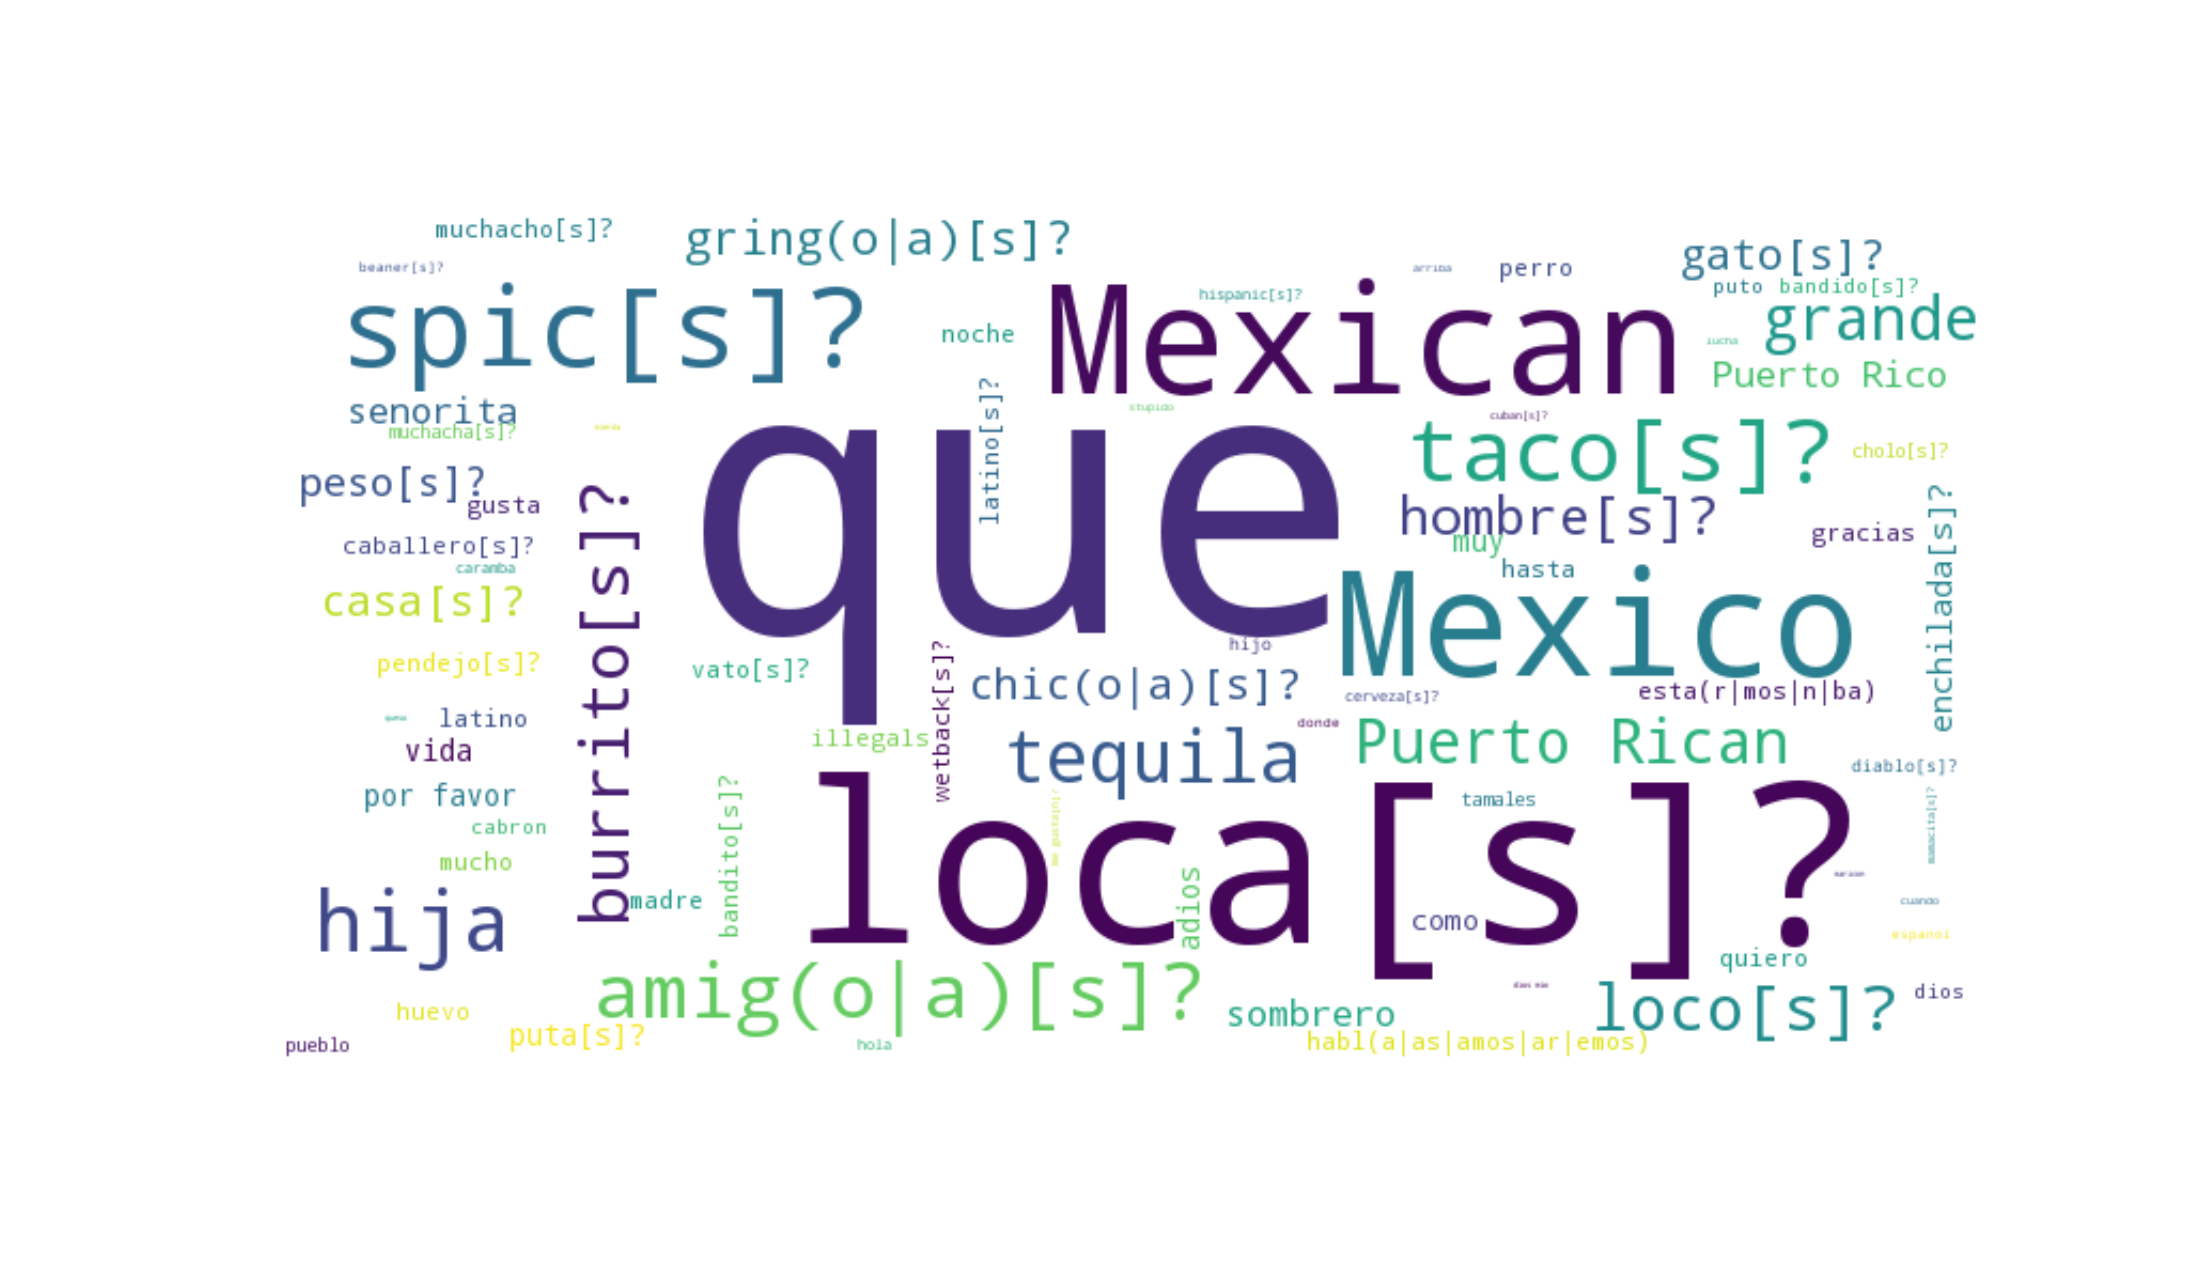 muchacho[s]?
gring(o|a)[s]?
gato[s]?
beaner[s]?
arriba
perro
puto
bandido[s]?
spic[s]?
hispanic[s]?
Mexican
grande
noche
lucha
Puerto Rico
senorita
latino[s]?
stupido
cuban[s]?
muchacha[s]?
que
taco[s]?
cholo[s]?
peso[s]?
gusta
burrito[s]?
hombre[s]?
gracias
enchilada[s]?
caballero[s]?
muy
caramba
hasta
casa[s]?
Mexico
hijo
pendejo[s]?
vato[s]?
wetback[s]?
chic(o|a)[s]?
cerveza[s]?
esta(r|mos|n|ba)
latino
donde
vida
illegals
tequila
Puerto Rican
diablo[s]?
por favor
bandito[s]?
loca[s]?
tamales
mamacita[s]?
cabron
mucho
maricon
hija
madre
adios
como
cuando
espanol
quiero
amig(o|a)[s]?
dios mio
loco[s]?
dios
huevo
sombrero
puta[s]?
pueblo
hola
habl(a|as|amos|ar|emos)